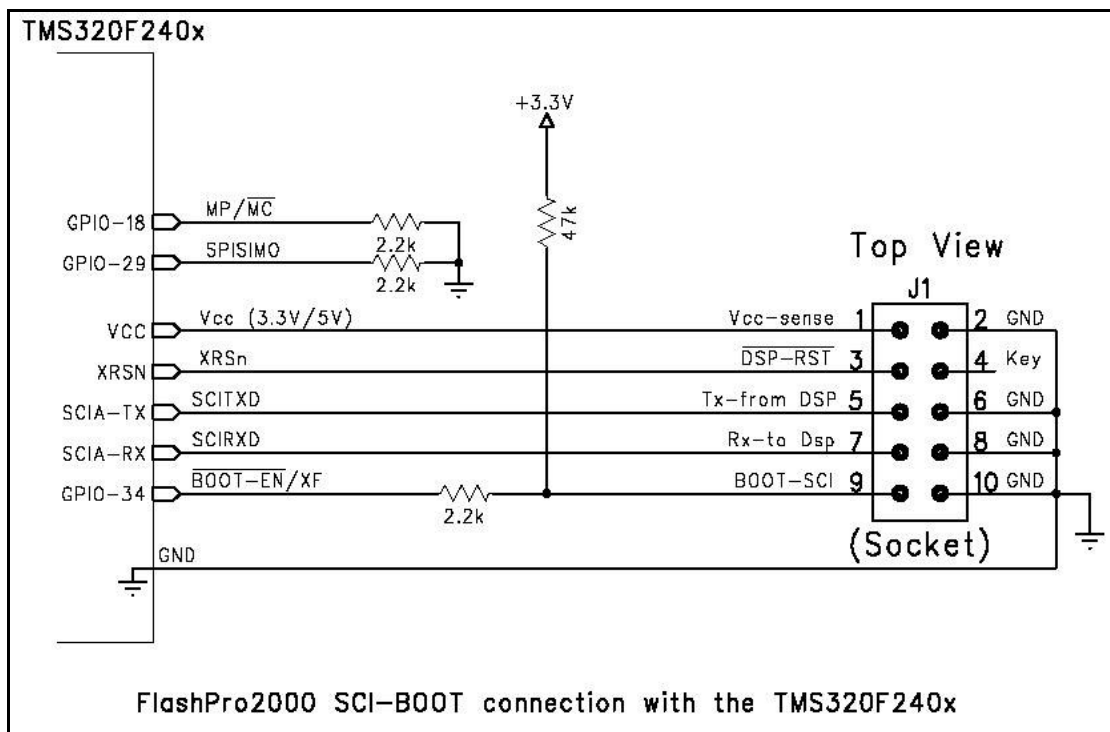 TMS320F240x
+3.3V
47k
GPIO-18 MP/MC
2.2k
GPIO-29 SPISIMO
2.2k
Top View
J1
VCC Vcc (3.3V/5V) Vcc-sense 1 2 GND
XRSN XRSn DSP-RST 3 4 Key
SCIA-TX SCITXD Tx-from DSP 5 6 GND
SCIA-RX SCIRXD Rx-to Dsp 7 8 GND
GPIO-34 BOOT-EN/XF BOOT-SCI 9 10 GND
2.2k
(Socket)
GND
FlashPro2000 SCI-BOOT connection with the TMS320F240x